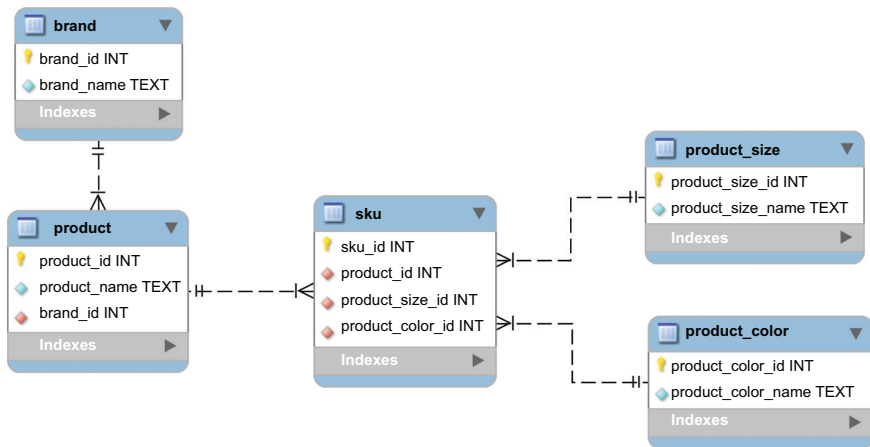 brand
brand_id INT
brand_name TEXT
Indexes
product
product_id INT
product_name TEXT
brand_id INT
Indexes
sku
sku_id INT
product_id INT
product_size_id INT
product_color_id INT
Indexes
product_size
product_size_id INT
product_size_name TEXT
Indexes
product_color
product_color_id INT
product_color_name TEXT
Indexes